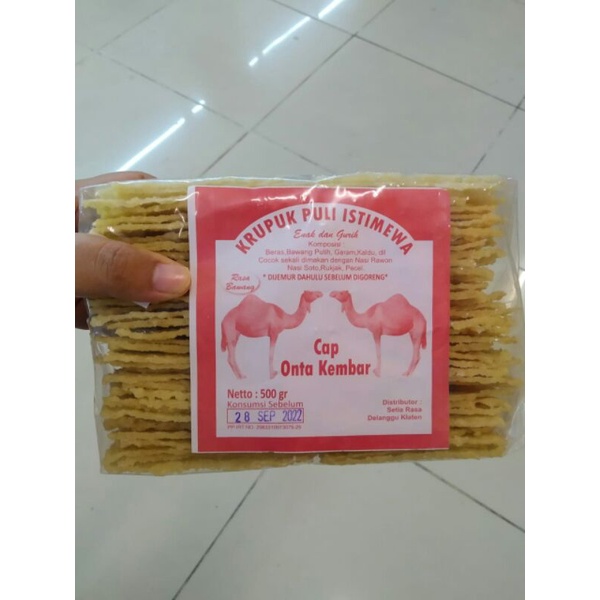 KRUPUK PULI ISTIMEWA
Enak dan Gurih
Komposisi :
Beras,Bawang Putih, Garam,Kaldu, dll
Cocok sekali dimakan dengan Nasi Rawon
Nasi Soto,Rukjak, Pecel.
" DIJEMUR DAHULU SEBELUM DIGORENG"
Rasa
Bawang
Cap
Onta Kembar
Netto : 500 gr
Konsumsi Sebelum
28 SEP 2022
Distributor :
Setia Rasa
Delanggu Klaten